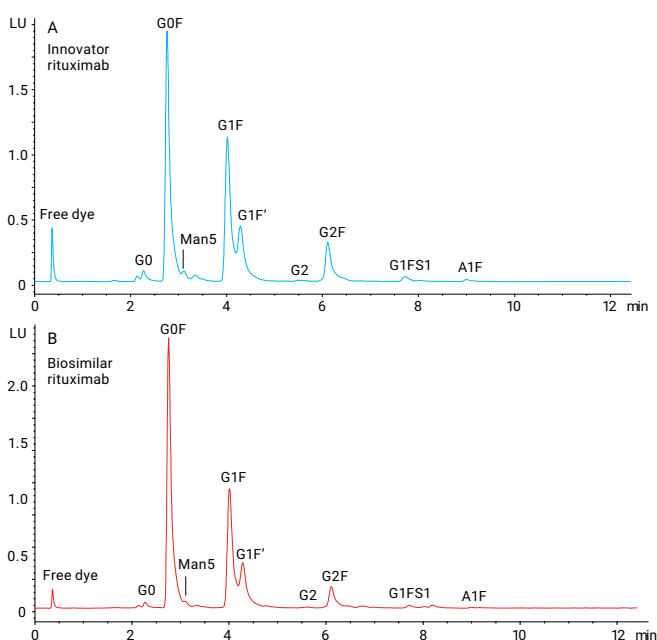 LU
A
G0F
Innovator
rituximab
1.5
1.0
G1F
Free dye
0.5
G1F’
Man5
G2F
G0
G2
G1FS1
A1F
0
0 2 4 6 8 10 12 min
LU
B
G0F
Biosimilar
rituximab
2.0
1.5
G1F
1.0
0.5
G1F’
Man5
Free dye
G2F
G0
G2
G1FS1
A1F
0
0 2 4 6 8 10 12 min